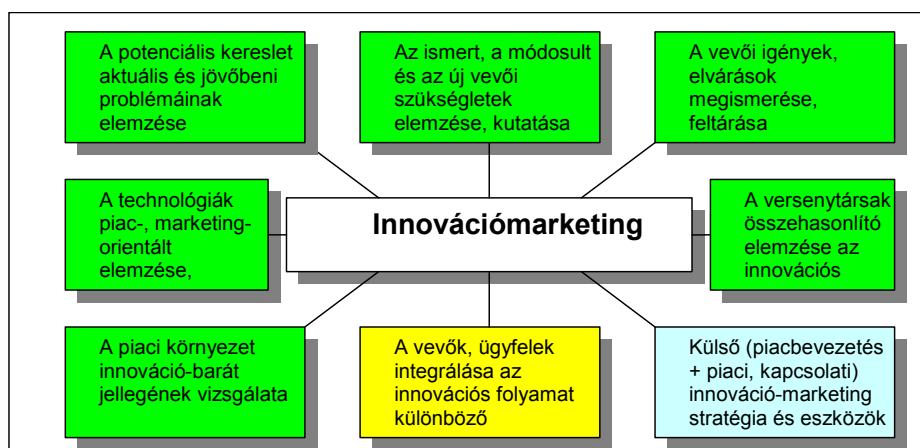 A potenciális kereslet
aktuális és jövőbeni
problémáinak
elemzése
Az ismert, a módosult
és az új vevői
szükségletek
elemzése, kutatása
A vevői igények,
elvárások
megismerése,
feltárása
A technológiák
piac-, marketing-
orientált
elemzése,
Innovációmarketing
A versenytársak
összehasonlító
elemzése az
innovációs
A piaci környezet
innováció-barát
jellegének vizsgálata
A vevők, ügyfelek
integrálása az
innovációs folyamat
különböző
Külső (piacbevezetés
+ piaci, kapcsolati)
innováció-marketing
stratégia és eszközök